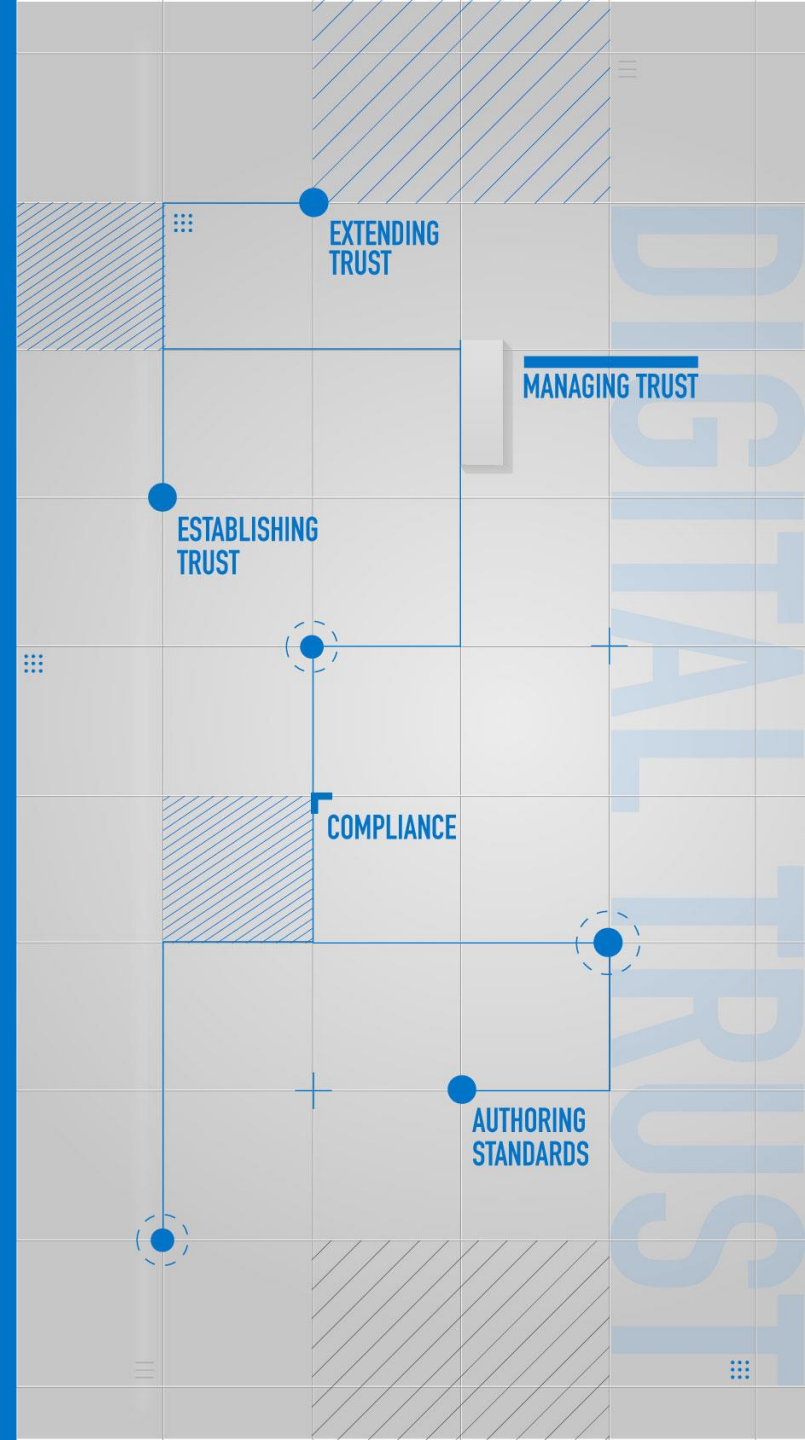 EXTENDING
TRUST
MANAGING TRUST
ESTABLISHING
TRUST
COMPLIANCE
AUTHORING
STANDARDS
DIGITAL TRUST